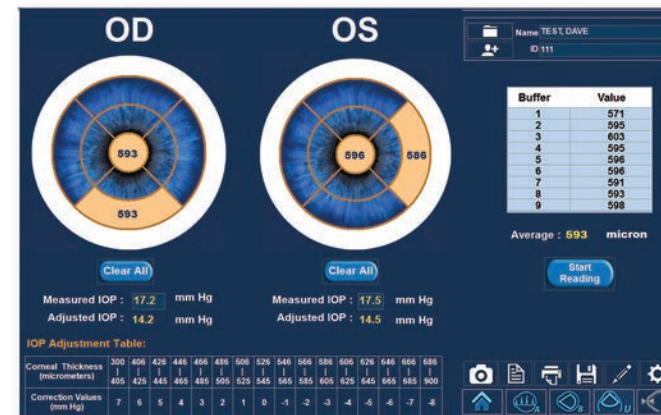 OD OS
593
593
596
586
Clear All
Clear All
Measured IOP : 17.2 mm Hg
Adjusted IOP : 14.2 mm Hg
Measured IOP : 17.5 mm Hg
Adjusted IOP : 14.5 mm Hg
Name TEST, DAVE
ID 111
Buffer Value
1 571
2 595
3 603
4 595
5 596
6 596
7 591
8 593
9 598
Average : 593 micron
Start
Reading
IOP Adjustment Table:
Corneal Thickness (micrometers) 300 | 405 406 | 425 426 | 445 446 | 465 466 | 485 486 | 505 506 | 525 526 | 545 546 | 565 566 | 585 586 | 605 606 | 625 626 | 645 646 | 665 666 | 685 686 | 900
Correction Values (mm Hg) 7 6 5 4 3 2 1 0 -1 -2 -3 -4 -5 -6 -7 -8
A B U